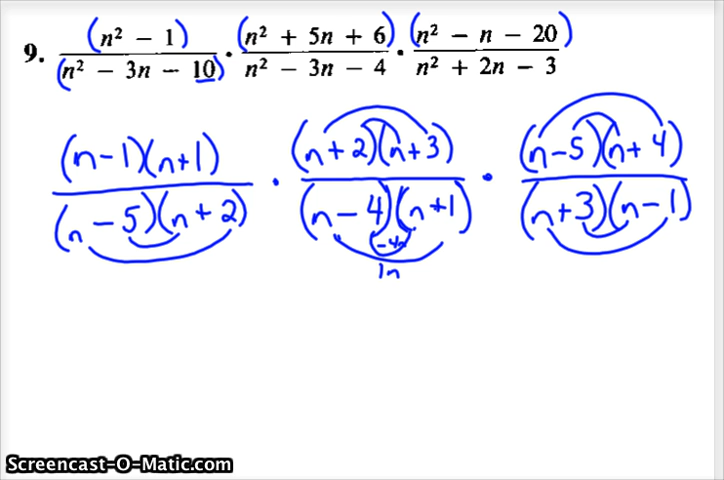 9. (n² − 1) / (n² − 3n − 10) · (n² + 5n + 6) / n² − 3n − 4 · (n² − n − 20) / n² + 2n − 3
(n−1)(n+1) / (n−5)(n+2) · (n+2)(n+3) / (n−4)(n+1) · (n−5)(n+4) / (n+3)(n−1)
−4n
1n
Screencast-O-Matic.com